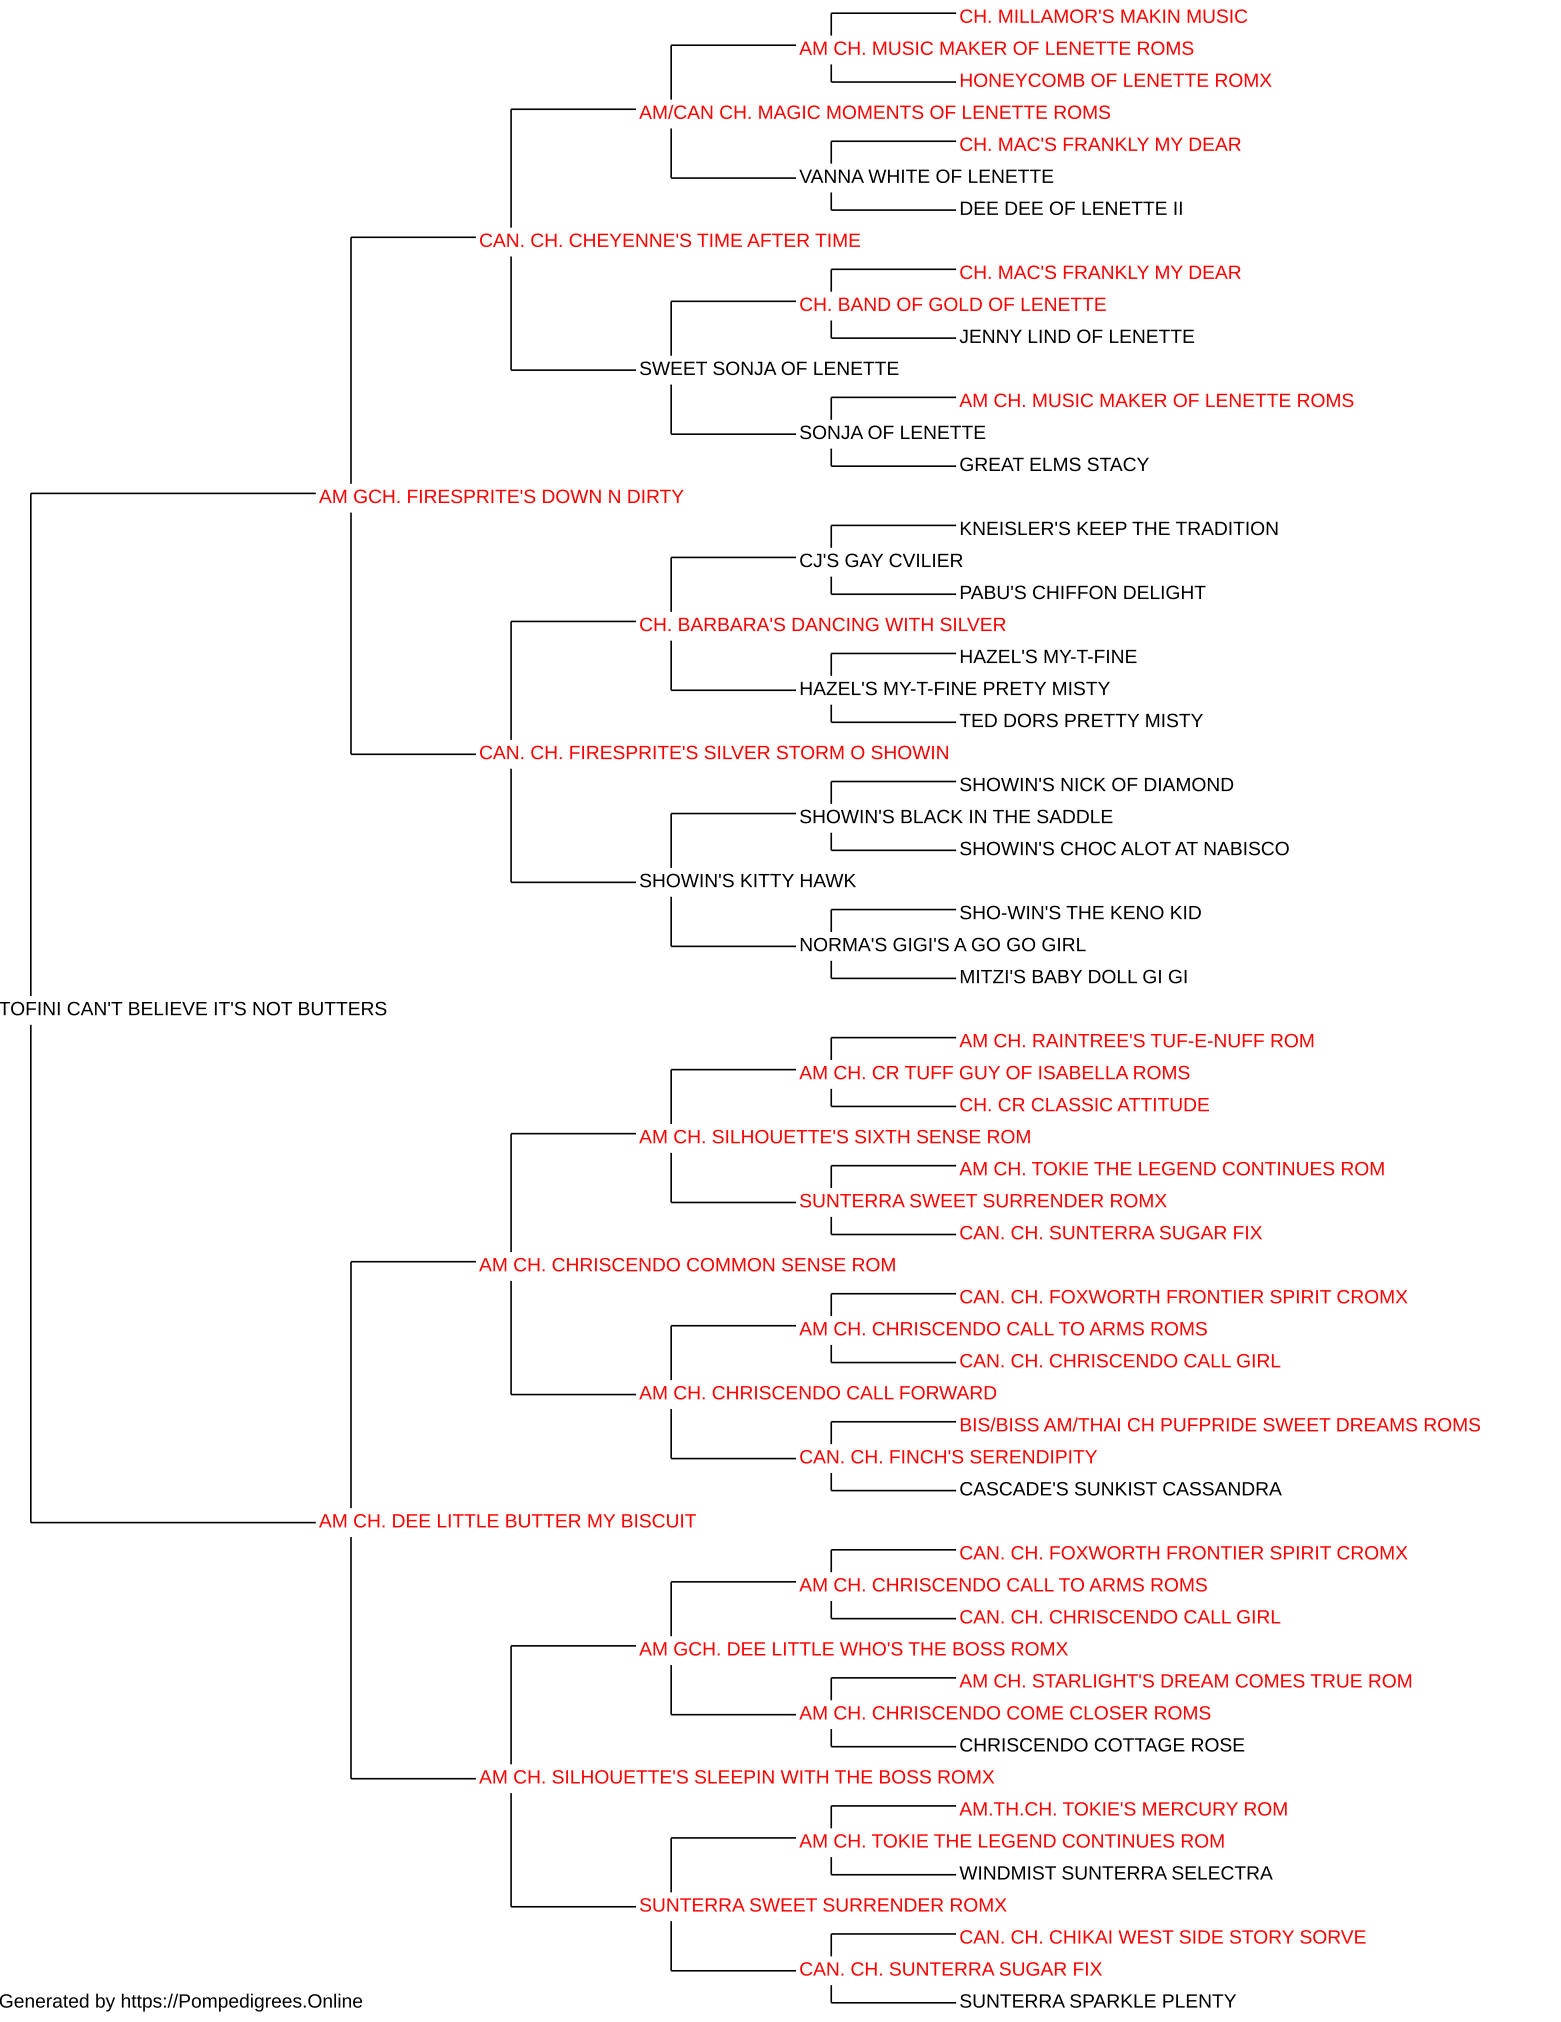 CH. MILLAMOR'S MAKIN MUSIC
AM CH. MUSIC MAKER OF LENETTE ROMS
HONEYCOMB OF LENETTE ROMX
AM/CAN CH. MAGIC MOMENTS OF LENETTE ROMS
CH. MAC'S FRANKLY MY DEAR
VANNA WHITE OF LENETTE
DEE DEE OF LENETTE II
CAN. CH. CHEYENNE'S TIME AFTER TIME
CH. MAC'S FRANKLY MY DEAR
CH. BAND OF GOLD OF LENETTE
JENNY LIND OF LENETTE
SWEET SONJA OF LENETTE
AM CH. MUSIC MAKER OF LENETTE ROMS
SONJA OF LENETTE
GREAT ELMS STACY
AM GCH. FIRESPRITE'S DOWN N DIRTY
KNEISLER'S KEEP THE TRADITION
CJ'S GAY CVILIER
PABU'S CHIFFON DELIGHT
CH. BARBARA'S DANCING WITH SILVER
HAZEL'S MY-T-FINE
HAZEL'S MY-T-FINE PRETY MISTY
TED DORS PRETTY MISTY
CAN. CH. FIRESPRITE'S SILVER STORM O SHOWIN
SHOWIN'S NICK OF DIAMOND
SHOWIN'S BLACK IN THE SADDLE
SHOWIN'S CHOC ALOT AT NABISCO
SHOWIN'S KITTY HAWK
SHO-WIN'S THE KENO KID
NORMA'S GIGI'S A GO GO GIRL
MITZI'S BABY DOLL GI GI
TOFINI CAN'T BELIEVE IT'S NOT BUTTERS
AM CH. RAINTREE'S TUF-E-NUFF ROM
AM CH. CR TUFF GUY OF ISABELLA ROMS
CH. CR CLASSIC ATTITUDE
AM CH. SILHOUETTE'S SIXTH SENSE ROM
AM CH. TOKIE THE LEGEND CONTINUES ROM
SUNTERRA SWEET SURRENDER ROMX
CAN. CH. SUNTERRA SUGAR FIX
AM CH. CHRISCENDO COMMON SENSE ROM
CAN. CH. FOXWORTH FRONTIER SPIRIT CROMX
AM CH. CHRISCENDO CALL TO ARMS ROMS
CAN. CH. CHRISCENDO CALL GIRL
AM CH. CHRISCENDO CALL FORWARD
BIS/BISS AM/THAI CH PUFPRIDE SWEET DREAMS ROMS
CAN. CH. FINCH'S SERENDIPITY
CASCADE'S SUNKIST CASSANDRA
AM CH. DEE LITTLE BUTTER MY BISCUIT
CAN. CH. FOXWORTH FRONTIER SPIRIT CROMX
AM CH. CHRISCENDO CALL TO ARMS ROMS
CAN. CH. CHRISCENDO CALL GIRL
AM GCH. DEE LITTLE WHO'S THE BOSS ROMX
AM CH. STARLIGHT'S DREAM COMES TRUE ROM
AM CH. CHRISCENDO COME CLOSER ROMS
CHRISCENDO COTTAGE ROSE
AM CH. SILHOUETTE'S SLEEPIN WITH THE BOSS ROMX
AM.TH.CH. TOKIE'S MERCURY ROM
AM CH. TOKIE THE LEGEND CONTINUES ROM
WINDMIST SUNTERRA SELECTRA
SUNTERRA SWEET SURRENDER ROMX
CAN. CH. CHIKAI WEST SIDE STORY SORVE
CAN. CH. SUNTERRA SUGAR FIX
SUNTERRA SPARKLE PLENTY
Generated by https://Pompedigrees.Online